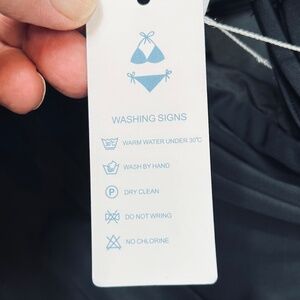 WASHING SIGNS
WARM WATER UNDER 30℃
WASH BY HAND
P DRY CLEAN
DO NOT WRING
NO CHLORINE